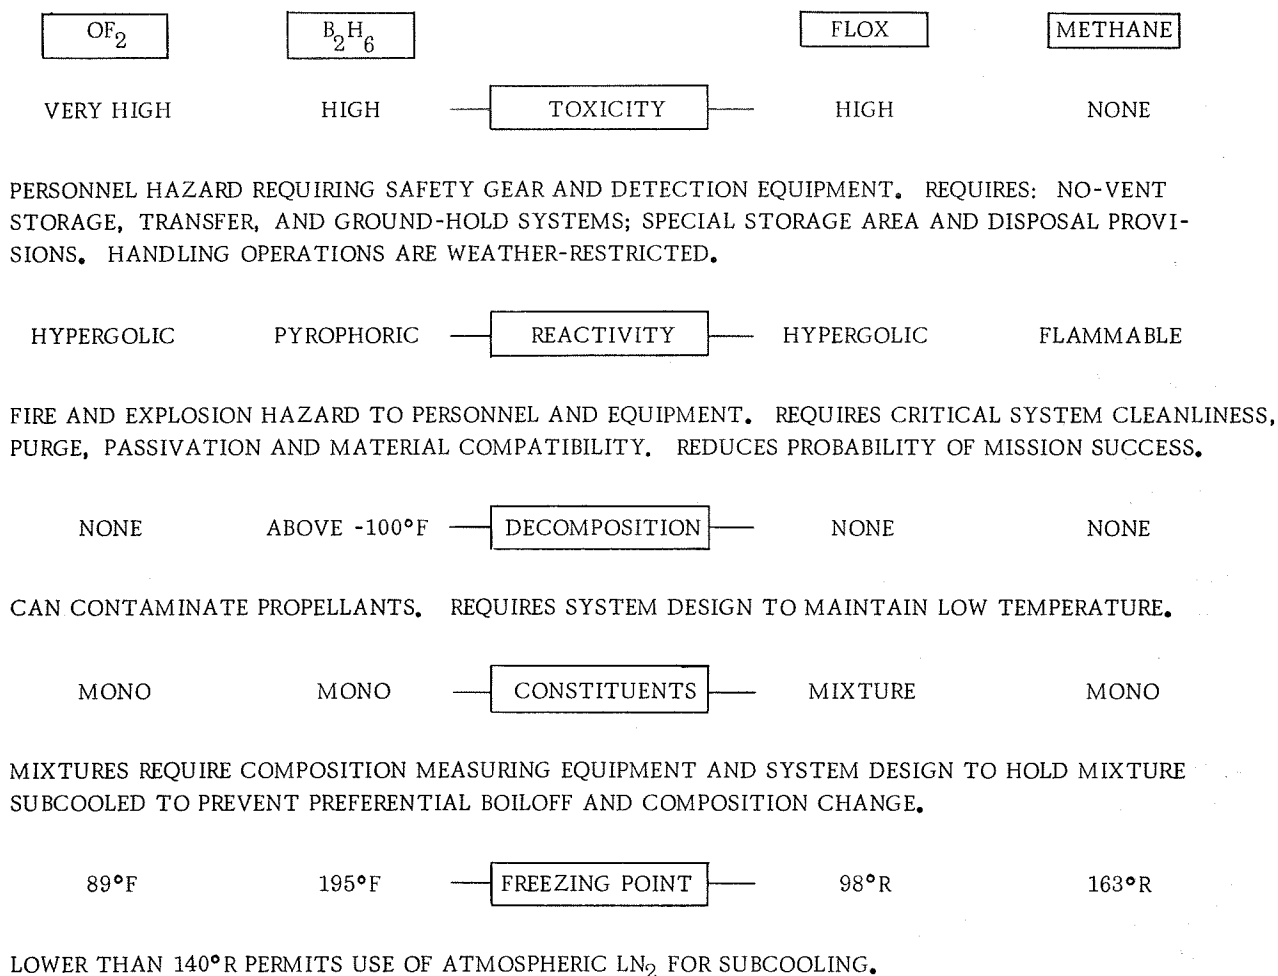 OF2 B2H6 FLOX METHANE
VERY HIGH HIGH TOXICITY HIGH NONE
PERSONNEL HAZARD REQUIRING SAFETY GEAR AND DETECTION EQUIPMENT. REQUIRES: NO-VENT
STORAGE, TRANSFER, AND GROUND-HOLD SYSTEMS; SPECIAL STORAGE AREA AND DISPOSAL PROVI-
SIONS. HANDLING OPERATIONS ARE WEATHER-RESTRICTED.
HYPERGOLIC PYROPHORIC REACTIVITY HYPERGOLIC FLAMMABLE
FIRE AND EXPLOSION HAZARD TO PERSONNEL AND EQUIPMENT. REQUIRES CRITICAL SYSTEM CLEANLINESS,
PURGE, PASSIVATION AND MATERIAL COMPATIBILITY. REDUCES PROBABILITY OF MISSION SUCCESS.
NONE ABOVE -100°F DECOMPOSITION NONE NONE
CAN CONTAMINATE PROPELLANTS. REQUIRES SYSTEM DESIGN TO MAINTAIN LOW TEMPERATURE.
MONO MONO CONSTITUENTS MIXTURE MONO
MIXTURES REQUIRE COMPOSITION MEASURING EQUIPMENT AND SYSTEM DESIGN TO HOLD MIXTURE
SUBCOOLED TO PREVENT PREFERENTIAL BOILOFF AND COMPOSITION CHANGE.
89°F 195°F FREEZING POINT 98°R 163°R
LOWER THAN 140°R PERMITS USE OF ATMOSPHERIC LN2 FOR SUBCOOLING.